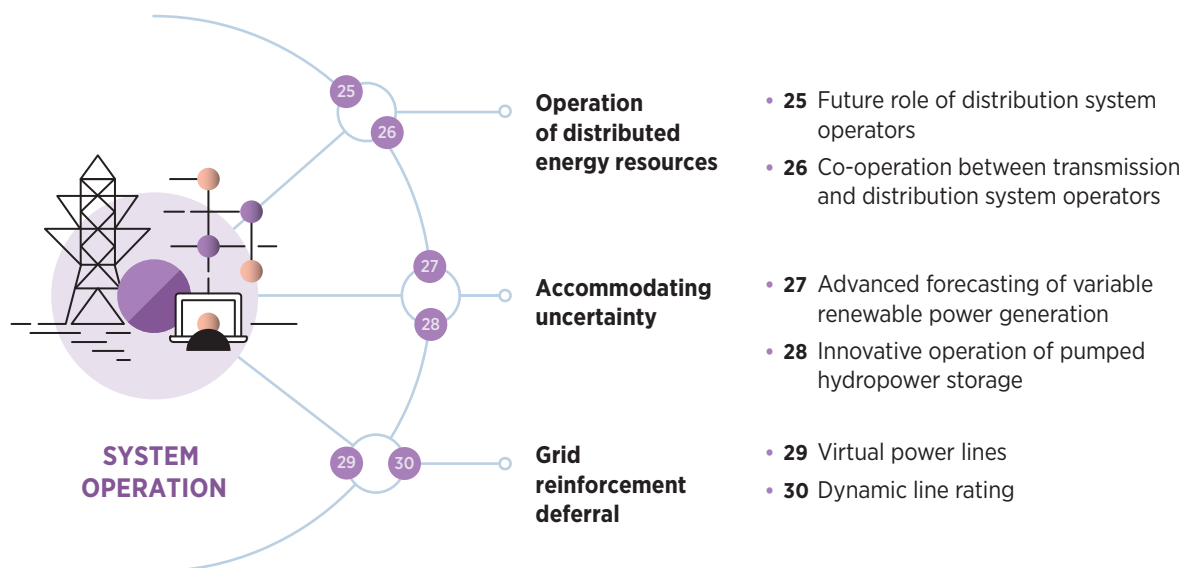 25
26
Operation
of distributed
energy resources
• 25 Future role of distribution system
operators
• 26 Co-operation between transmission
and distribution system operators
27
28
Accommodating
uncertainty
• 27 Advanced forecasting of variable
renewable power generation
• 28 Innovative operation of pumped
hydropower storage
SYSTEM
OPERATION
29
30
Grid
reinforcement
deferral
• 29 Virtual power lines
• 30 Dynamic line rating